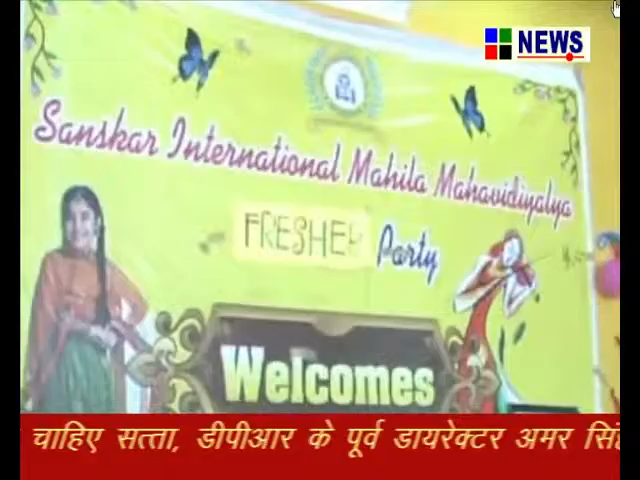 NEWS
Sanskar International Mahila Mahavidiyalya
FRESHER Party
Welcomes
चाहिए सत्ता, डीपीआर के पूर्व डायरेक्टर अमर सिंह